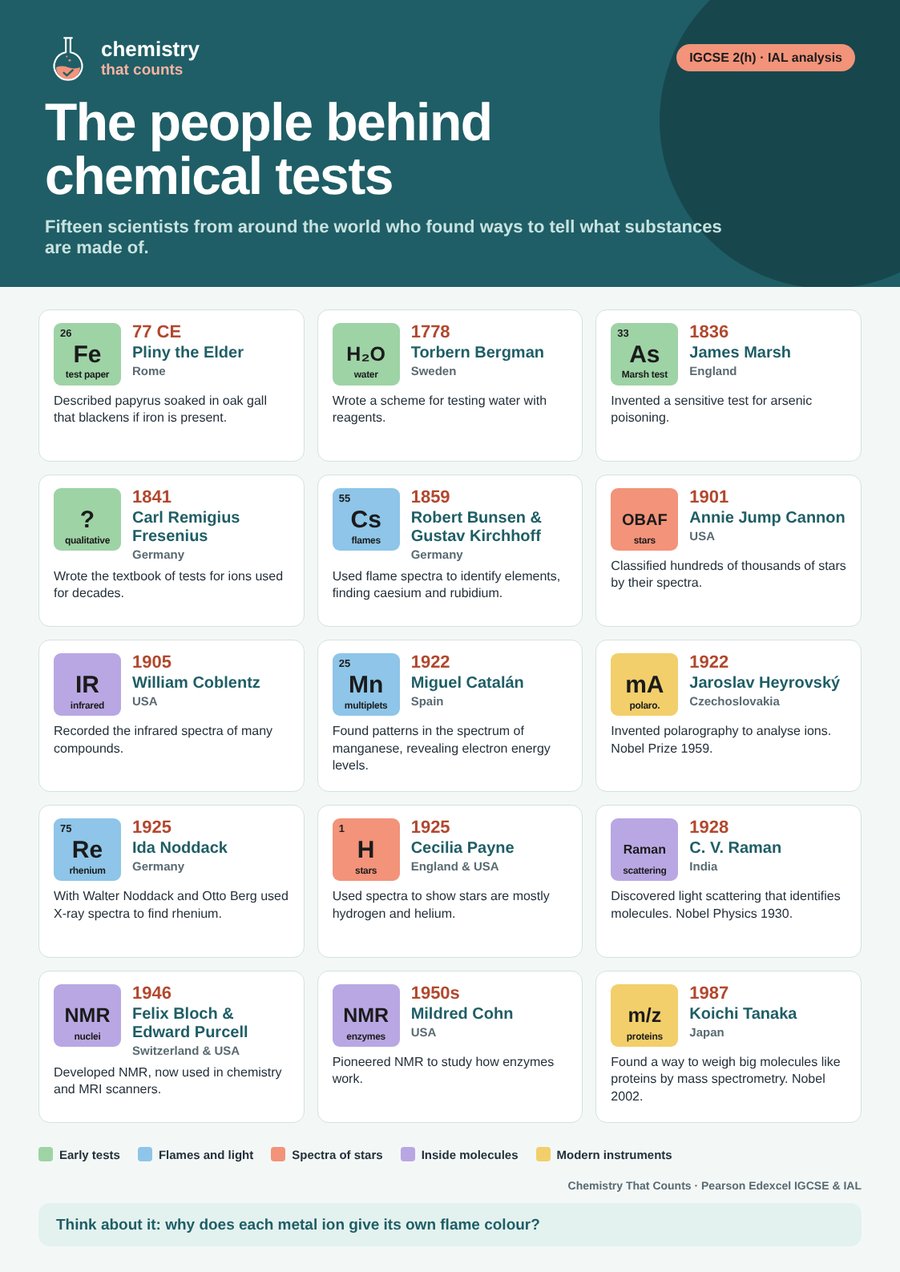 chemistry
that counts
IGCSE 2(h) · IAL analysis
The people behind
chemical tests
Fifteen scientists from around the world who found ways to tell what substances
are made of.
26
Fe
test paper
77 CE
Pliny the Elder
Rome
Described papyrus soaked in oak gall
that blackens if iron is present.
H₂O
water
1778
Torbern Bergman
Sweden
Wrote a scheme for testing water with
reagents.
33
As
Marsh test
1836
James Marsh
England
Invented a sensitive test for arsenic
poisoning.
?
qualitative
1841
Carl Remigius
Fresenius
Germany
Wrote the textbook of tests for ions used
for decades.
55
Cs
flames
1859
Robert Bunsen &
Gustav Kirchhoff
Germany
Used flame spectra to identify elements,
finding caesium and rubidium.
OBAF
stars
1901
Annie Jump Cannon
USA
Classified hundreds of thousands of stars
by their spectra.
IR
infrared
1905
William Coblentz
USA
Recorded the infrared spectra of many
compounds.
25
Mn
multiplets
1922
Miguel Catalán
Spain
Found patterns in the spectrum of
manganese, revealing electron energy
levels.
mA
polaro.
1922
Jaroslav Heyrovský
Czechoslovakia
Invented polarography to analyse ions.
Nobel Prize 1959.
75
Re
rhenium
1925
Ida Noddack
Germany
With Walter Noddack and Otto Berg used
X-ray spectra to find rhenium.
1
H
stars
1925
Cecilia Payne
England & USA
Used spectra to show stars are mostly
hydrogen and helium.
Raman
scattering
1928
C. V. Raman
India
Discovered light scattering that identifies
molecules. Nobel Physics 1930.
NMR
nuclei
1946
Felix Bloch &
Edward Purcell
Switzerland & USA
Developed NMR, now used in chemistry
and MRI scanners.
NMR
enzymes
1950s
Mildred Cohn
USA
Pioneered NMR to study how enzymes
work.
m/z
proteins
1987
Koichi Tanaka
Japan
Found a way to weigh big molecules like
proteins by mass spectrometry. Nobel
2002.
Early tests
Flames and light
Spectra of stars
Inside molecules
Modern instruments
Chemistry That Counts · Pearson Edexcel IGCSE & IAL
Think about it: why does each metal ion give its own flame colour?